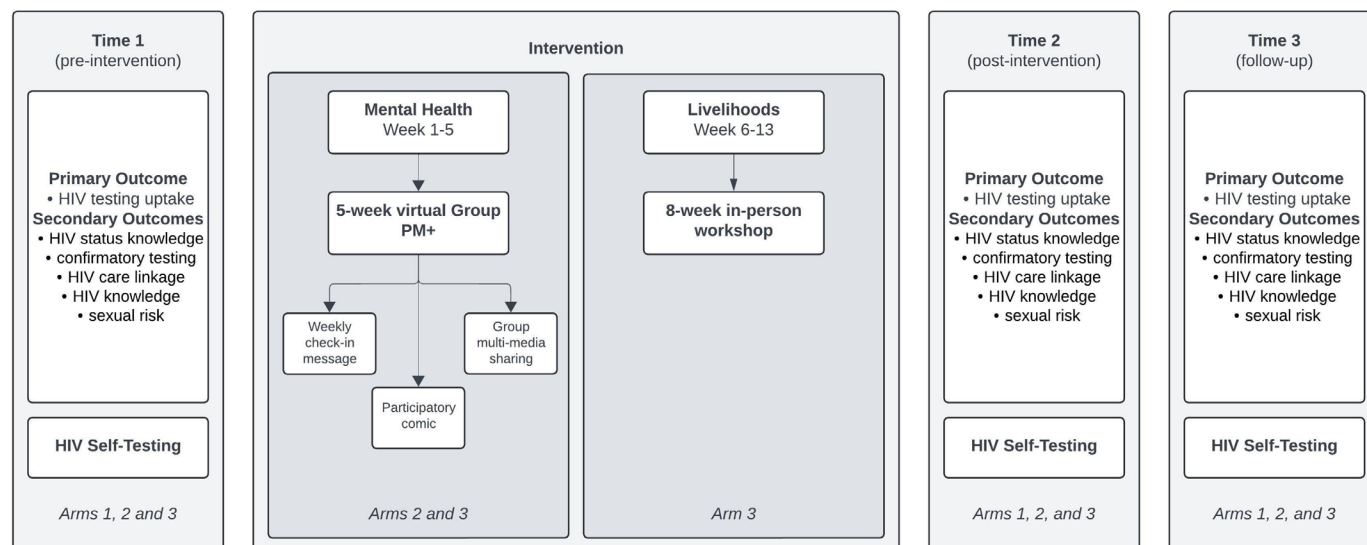 Time 1
(pre-intervention)
Primary Outcome
• HIV testing uptake
Secondary Outcomes
• HIV status knowledge
• confirmatory testing
• HIV care linkage
• HIV knowledge
• sexual risk
HIV Self-Testing
Arms 1, 2 and 3
Intervention
Mental Health
Week 1-5
5-week virtual Group
PM+
Weekly
check-in
message
Participatory
comic
Group
multi-media
sharing
Arms 2 and 3
Livelihoods
Week 6-13
8-week in-person
workshop
Arm 3
Time 2
(post-intervention)
Primary Outcome
• HIV testing uptake
Secondary Outcomes
• HIV status knowledge
• confirmatory testing
• HIV care linkage
• HIV knowledge
• sexual risk
HIV Self-Testing
Arms 1, 2, and 3
Time 3
(follow-up)
Primary Outcome
• HIV testing uptake
Secondary Outcomes
• HIV status knowledge
• confirmatory testing
• HIV care linkage
• HIV knowledge
• sexual risk
HIV Self-Testing
Arms 1, 2, and 3